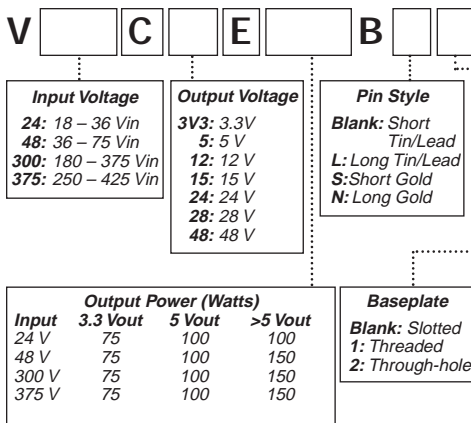 V C E B
Input Voltage
24: 18 – 36 Vin
48: 36 – 75 Vin
300: 180 – 375 Vin
375: 250 – 425 Vin
Output Voltage
3V3: 3.3V
5: 5 V
12: 12 V
15: 15 V
24: 24 V
28: 28 V
48: 48 V
Pin Style
Blank: Short
Tin/Lead
L: Long Tin/Lead
S:Short Gold
N: Long Gold
Output Power (Watts)
Input 3.3 Vout 5 Vout >5 Vout
24 V 75 100 100
48 V 75 100 150
300 V 75 100 150
375 V 75 100 150
Baseplate
Blank: Slotted
1: Threaded
2: Through-hole